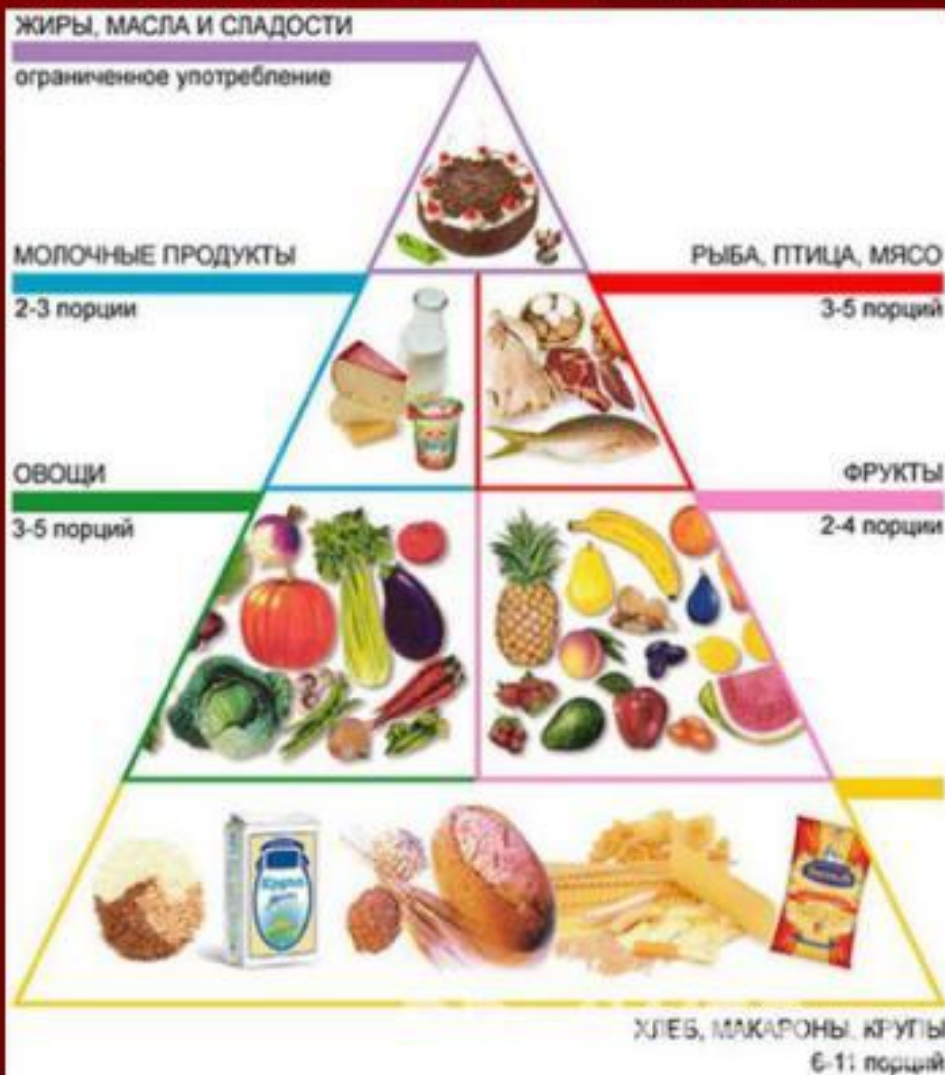 ЖИРЫ, МАСЛА И СЛАДОСТИ
ограниченное употребление
МОЛОЧНЫЕ ПРОДУКТЫ
2-3 порции
РЫБА, ПТИЦА, МЯСО
3-5 порций
ОВОЩИ
3-5 порций
ФРУКТЫ
2-4 порции
ХЛЕБ, МАКАРОНЫ, КРУПЫ
6-11 порций